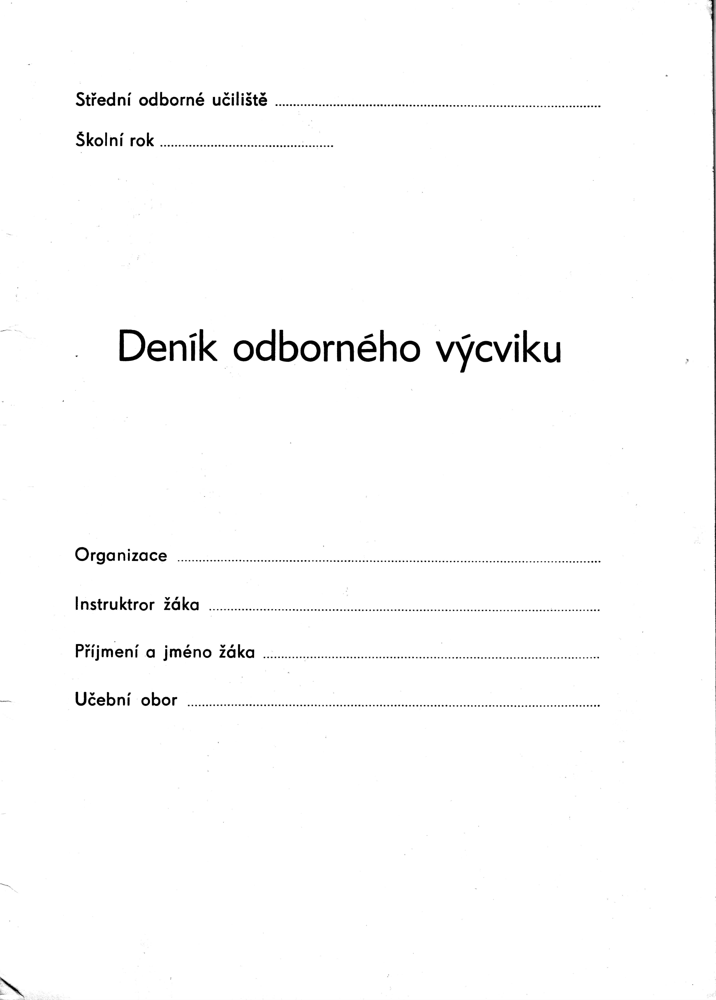 Střední odborné učiliště ........................................
Školní rok ........................................
Deník odborného výcviku
Organizace ........................................
Instruktror žáka ........................................
Příjmení a jméno žáka ........................................
Učební obor ........................................